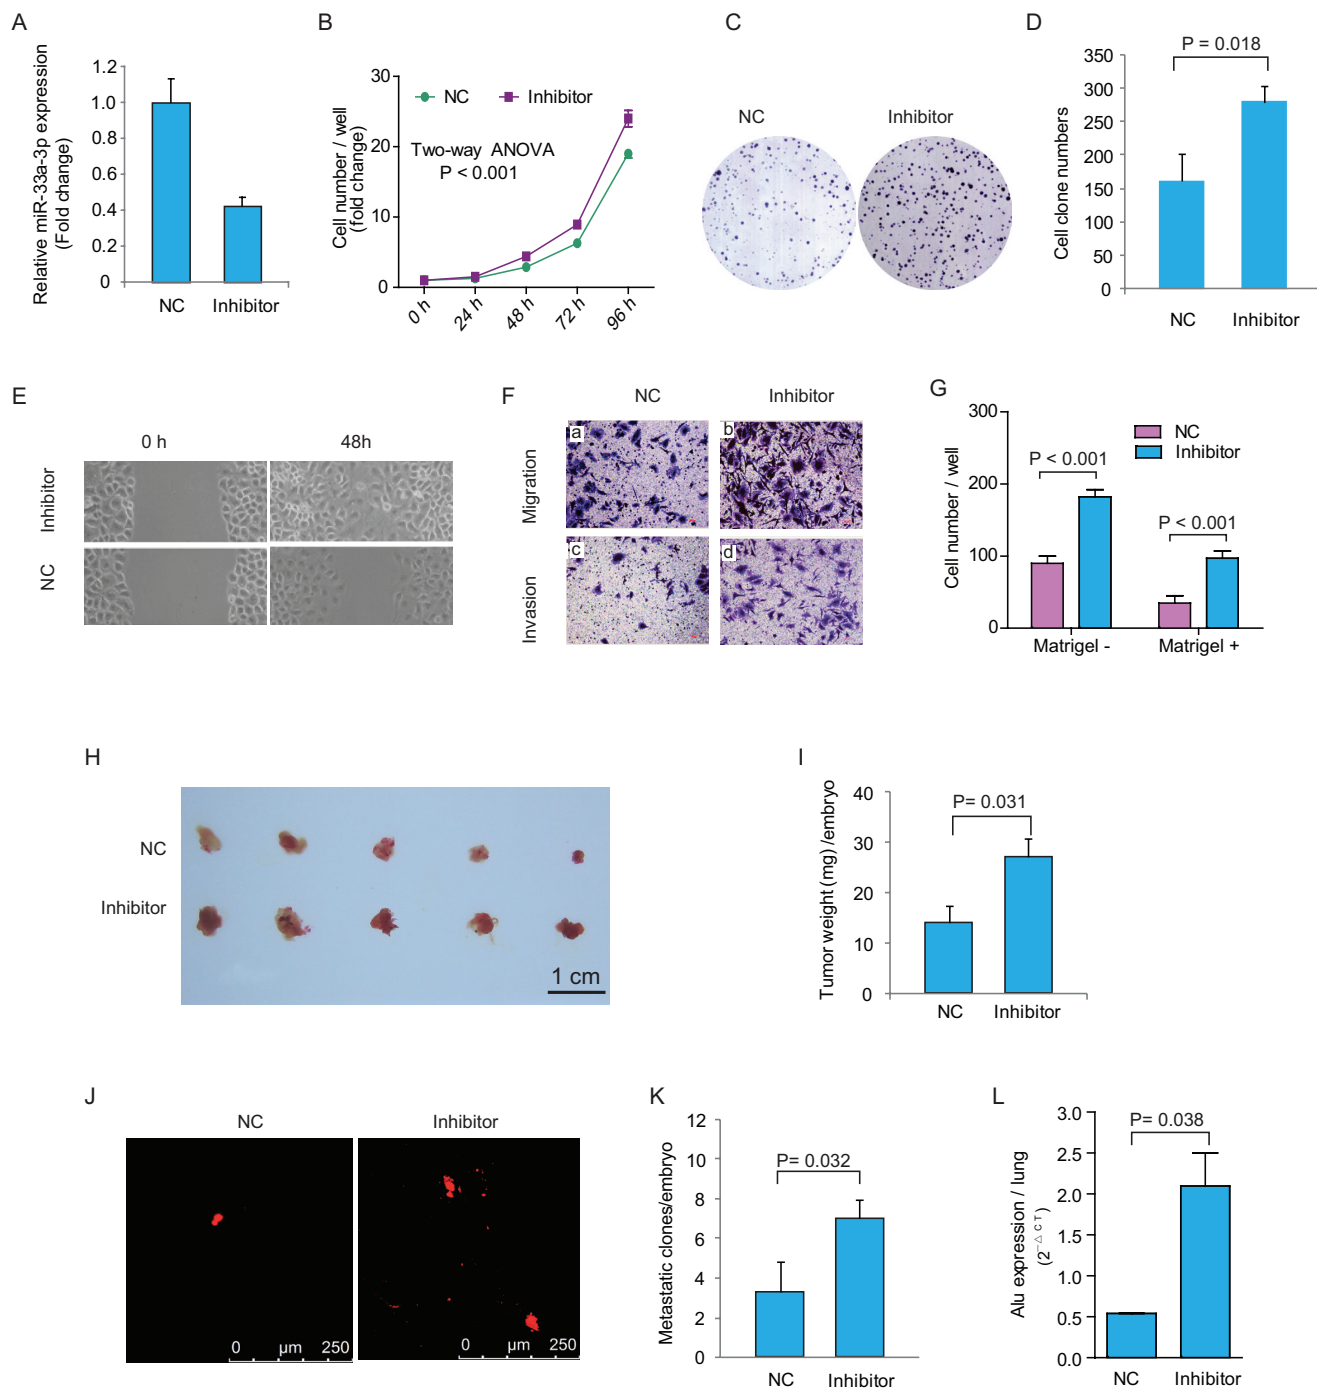 A
Relative miR-33a-3p expression
(Fold change)
1.2
1.0
0.8
0.6
0.4
0.2
0
NC
Inhibitor
B
Cell number / well
(fold change)
30
20
10
0
NC
Inhibitor
Two-way ANOVA
P < 0.001
0 h
24 h
48 h
72 h
96 h
C
NC
Inhibitor
D
Cell clone numbers
350
300
250
200
150
100
50
0
P = 0.018
NC
Inhibitor
E
0 h
48h
Inhibitor
NC
F
NC
Inhibitor
Migration
Invasion
a
b
c
d
G
Cell number / well
300
200
100
0
NC
Inhibitor
P < 0.001
P < 0.001
Matrigel -
Matrigel +
H
NC
Inhibitor
1 cm
I
Tumor weight (mg) /embryo
40
30
20
10
0
P= 0.031
NC
Inhibitor
J
NC
Inhibitor
0 µm 250
0 µm 250
K
Metastatic clones/embryo
12
10
8
6
4
2
0
P= 0.032
NC
Inhibitor
L
Alu expression / lung
(2⁻△CT)
3.0
2.5
2.0
1.5
1.0
0.5
0.0
P = 0.038
NC
Inhibitor